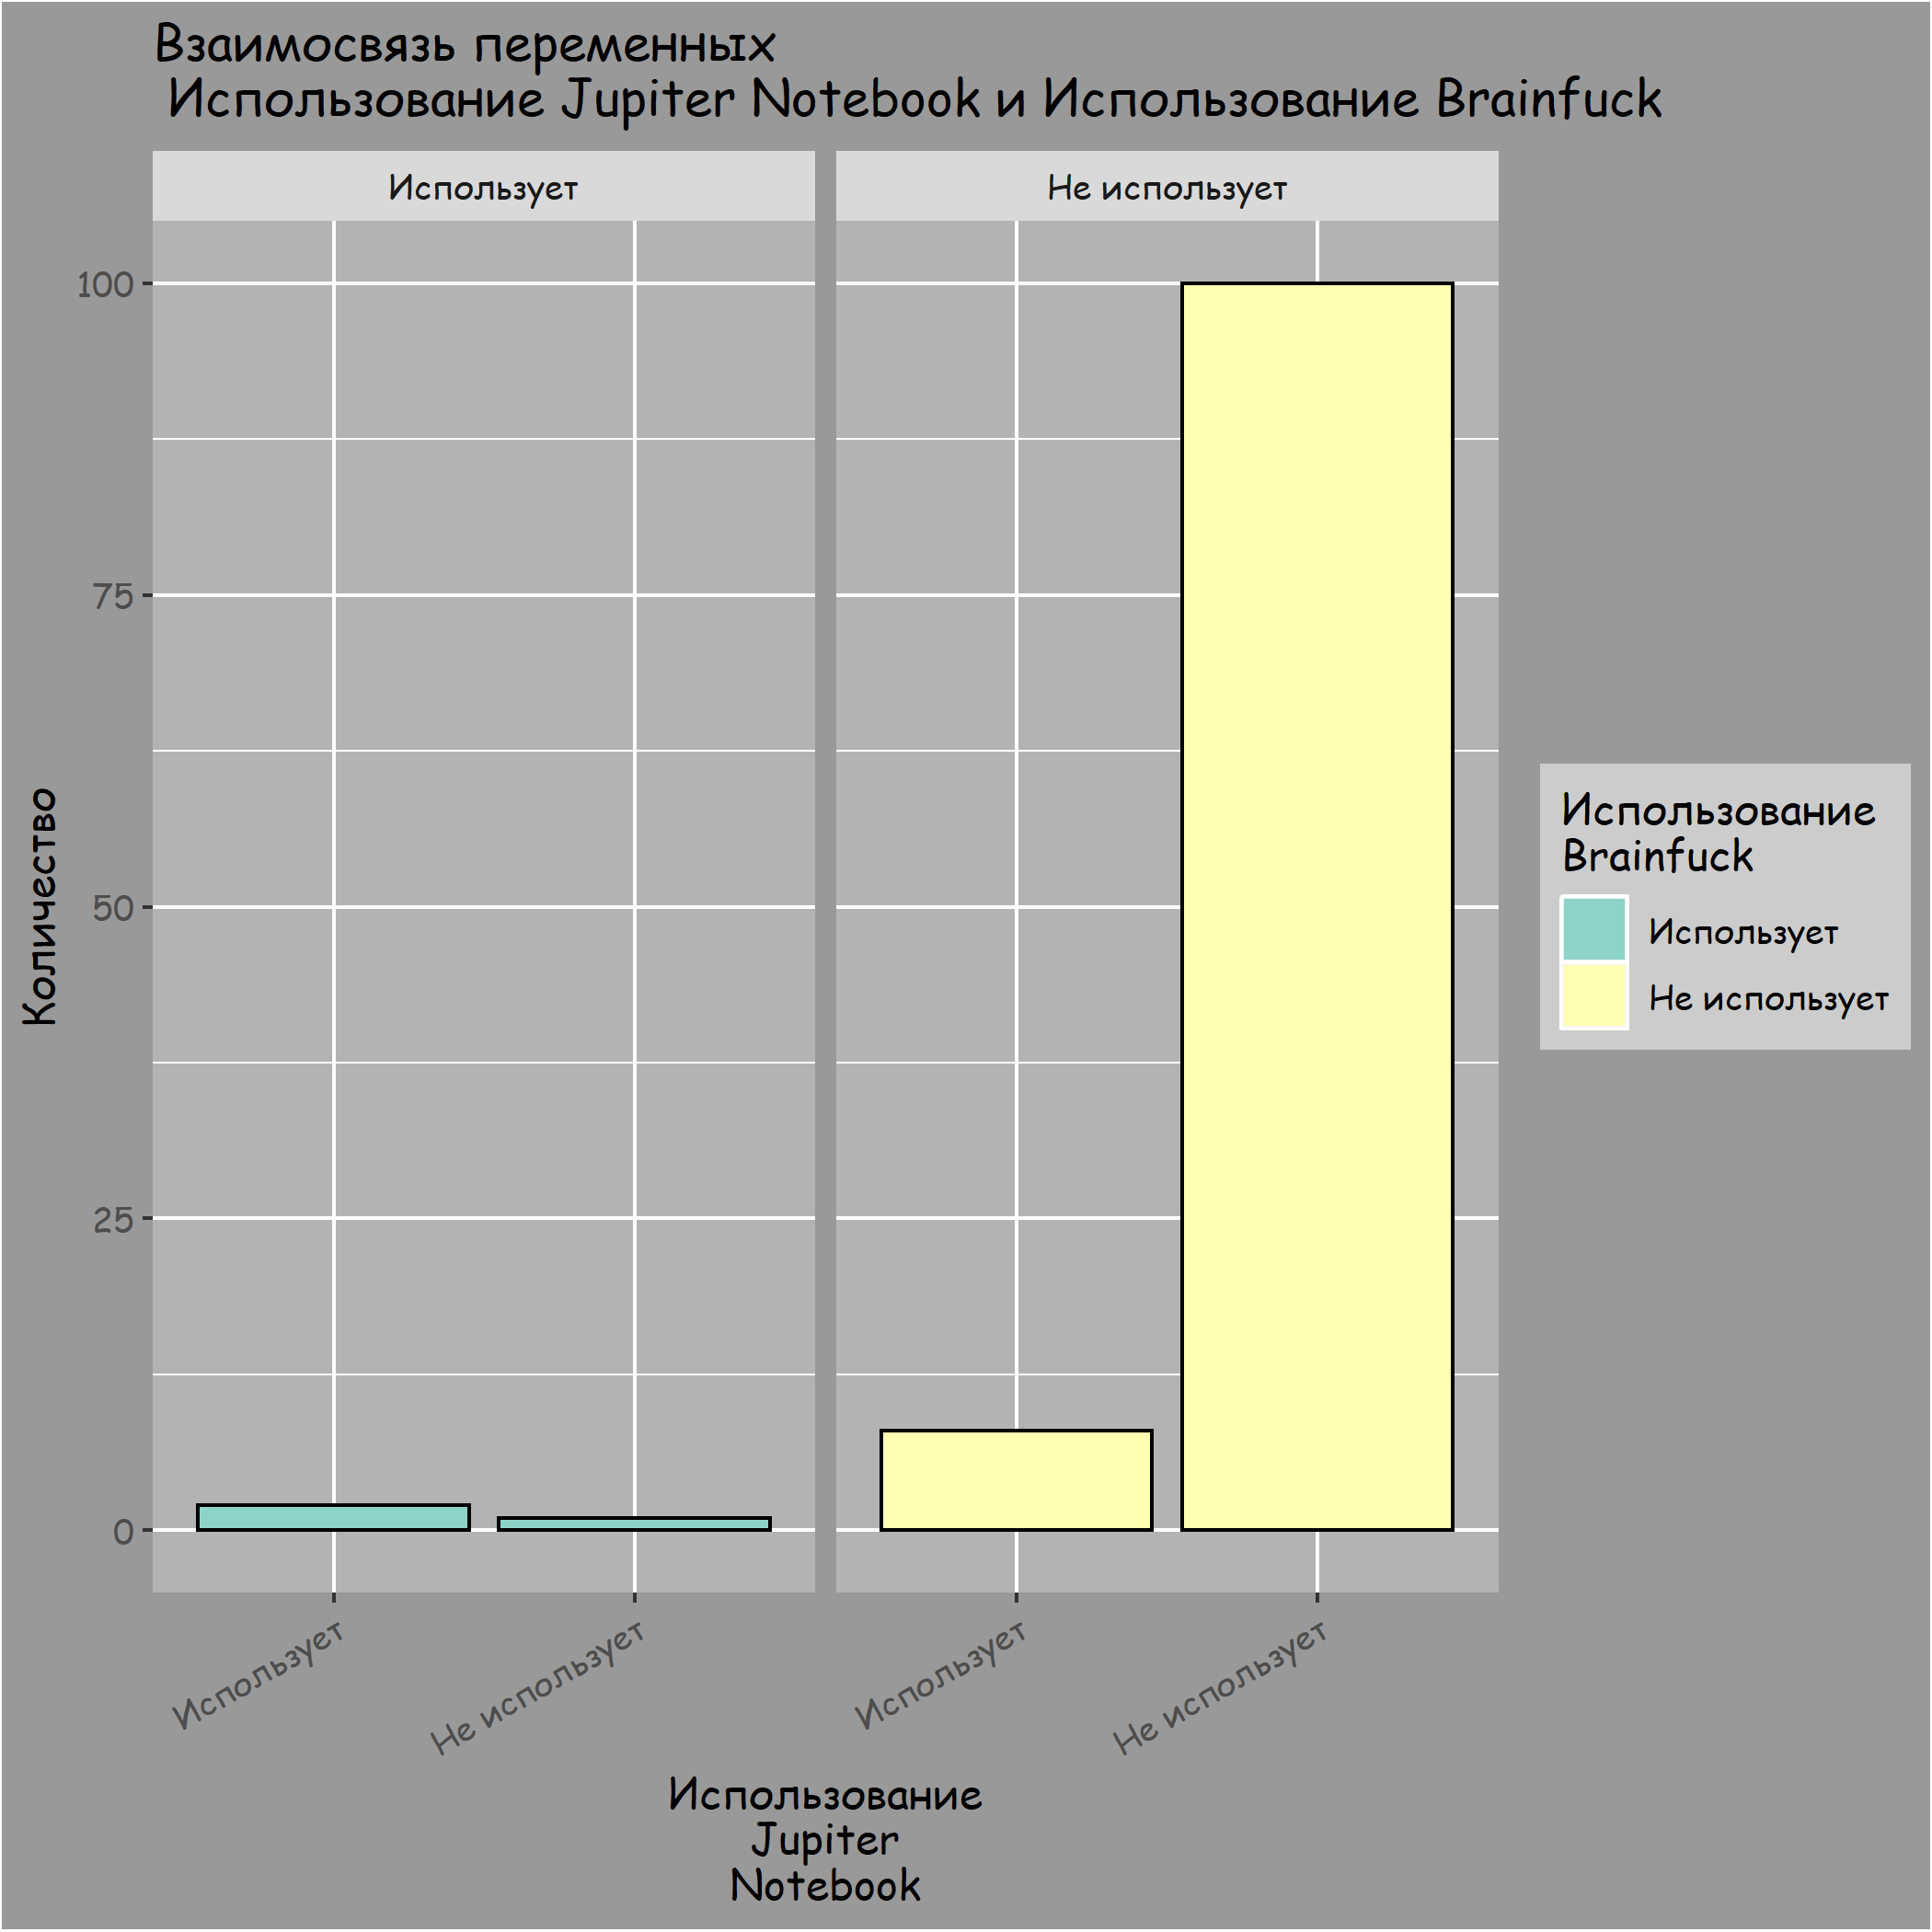 Взаимосвязь переменных
Использование Jupiter Notebook и Использование Brainfuck
Использует
Не использует
100
75
50
25
0
Количество
Использует
Не использует
Использует
Не использует
Использование
Jupiter
Notebook
Использование
Brainfuck
Использует
Не использует